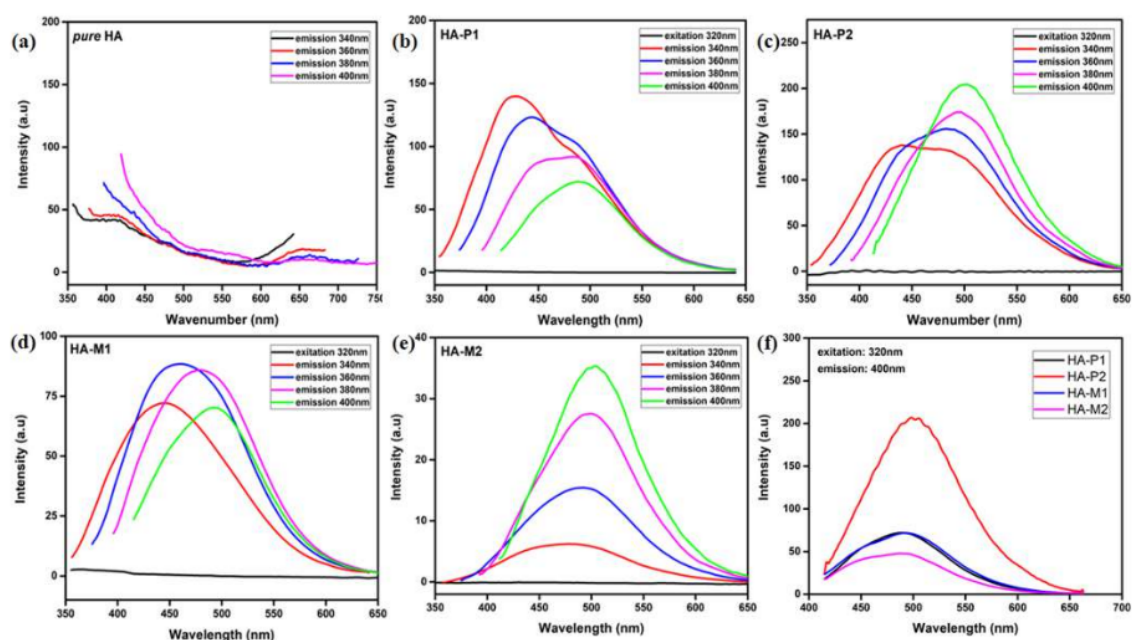 (a)
pure HA
emission 340nm
emission 360nm
emission 380nm
emission 400nm
200
150
100
50
0
Intensity (a.u)
350 400 450 500 550 600 650 700 750
Wavenumber (nm)
(b)
HA-P1
exitation 320nm
emission 340nm
emission 360nm
emission 380nm
emission 400nm
200
150
100
50
0
Intensity (a.u)
350 400 450 500 550 600 650
Wavelength (nm)
(c)
HA-P2
exitation 320nm
emission 340nm
emission 360nm
emission 380nm
emission 400nm
250
200
150
100
50
0
Intensity (a.u)
350 400 450 500 550 600 650
Wavenumber (nm)
(d)
HA-M1
exitation 320nm
emission 340nm
emission 360nm
emission 380nm
emission 400nm
100
75
50
25
0
Intensity (a.u)
350 400 450 500 550 600 650
Wavelength (nm)
(e)
HA-M2
exitation 320nm
emission 340nm
emission 360nm
emission 380nm
emission 400nm
40
30
20
10
0
Intensity (a.u)
350 400 450 500 550 600 650
Wavelength (nm)
(f)
exitation: 320nm
emission: 400nm
HA-P1
HA-P2
HA-M1
HA-M2
300
250
200
150
100
50
0
Intensity (a.u)
400 450 500 550 600 650 700
Wavelength (nm)